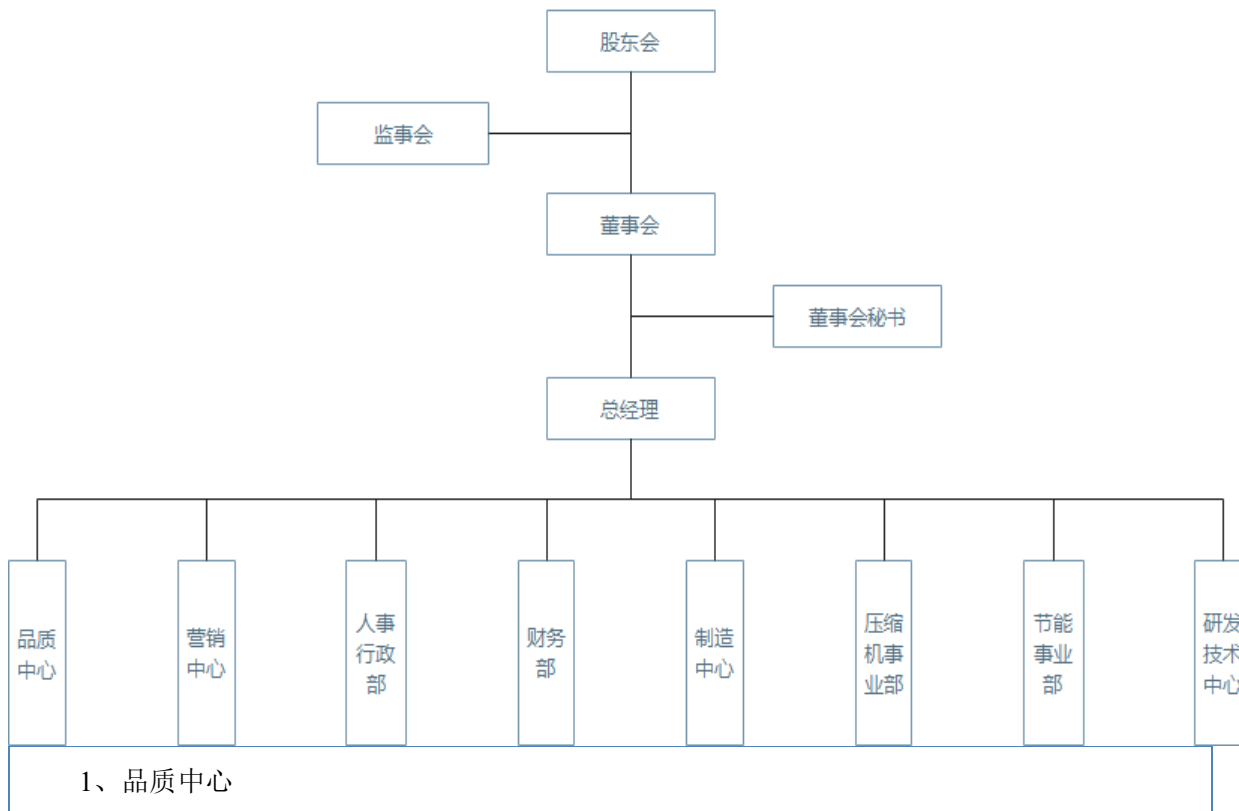 股东会
监事会
董事会
董事会秘书
总经理
品质
中心
营销
中心
人事
行政
部
财务
部
制造
中心
压缩
机事
业部
节能
事业
部
研发
技术
中心
1、品质中心